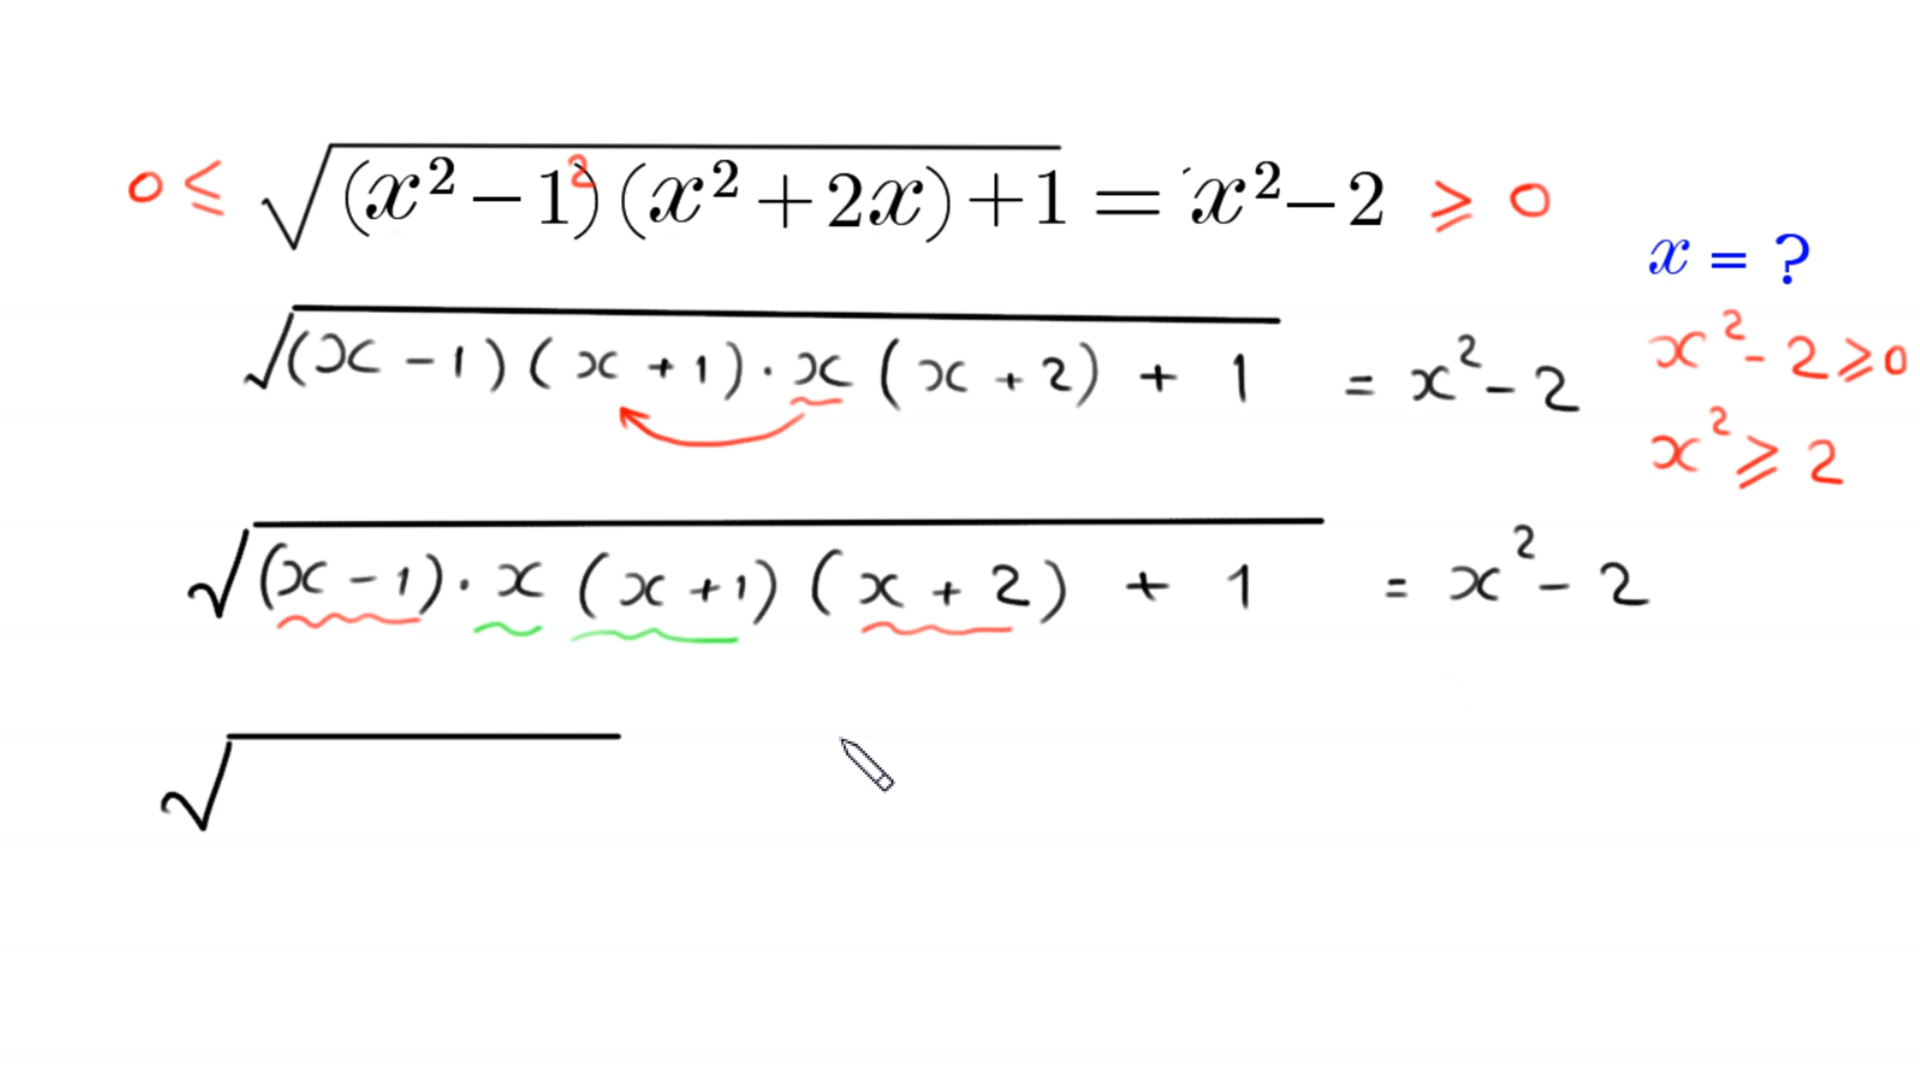 0 ≤ √((x² − 1²)(x² + 2x) + 1) = x² − 2 ⩾ 0
x = ?
√((x − 1)(x + 1) · x (x + 2) + 1) = x² − 2
x² − 2 ⩾ 0
x² ⩾ 2
√((x − 1) · x (x + 1)(x + 2) + 1) = x² − 2
√